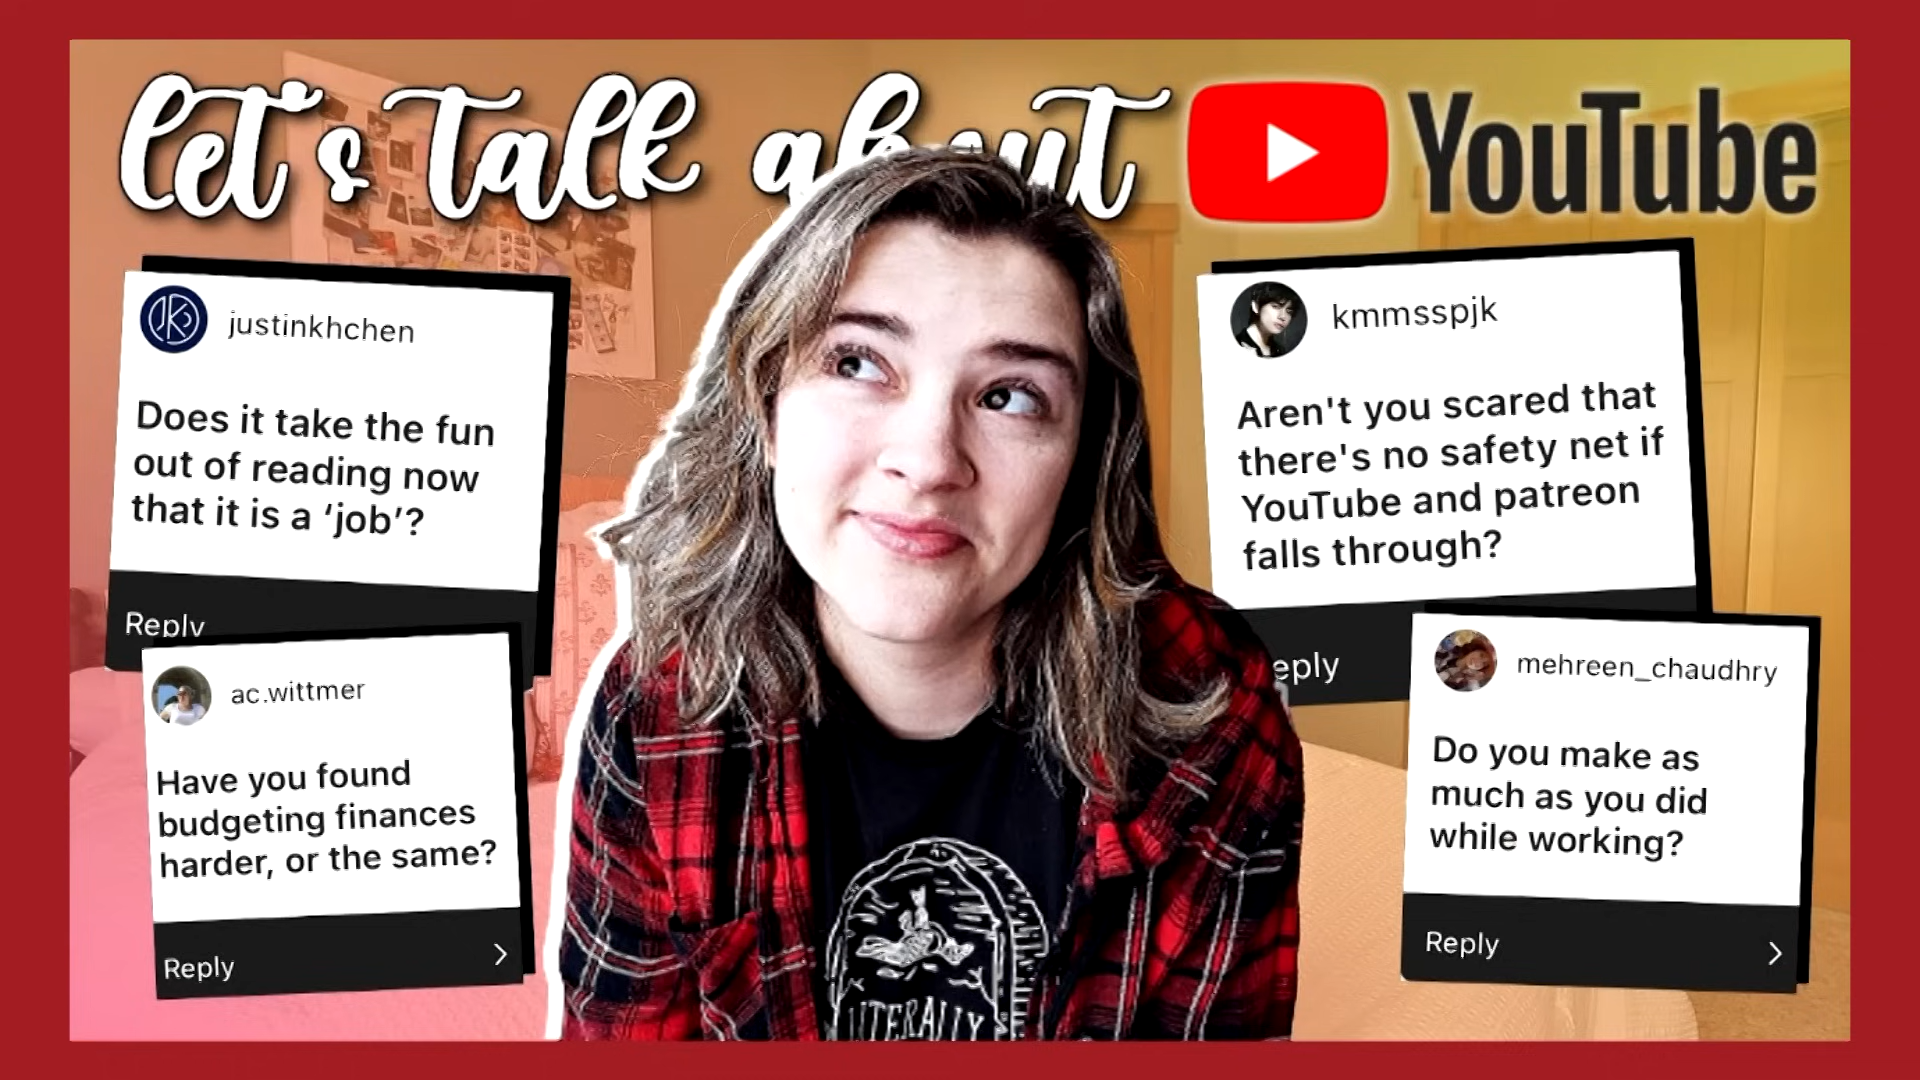 let's talk about YouTube
justinkhchen
Does it take the fun
out of reading now
that it is a ‘job’?
Reply
kmmsspjk
Aren't you scared that
there's no safety net if
YouTube and patreon
falls through?
eply
ac.wittmer
Have you found
budgeting finances
harder, or the same?
Reply
mehreen_chaudhry
Do you make as
much as you did
while working?
Reply
LITERALLY